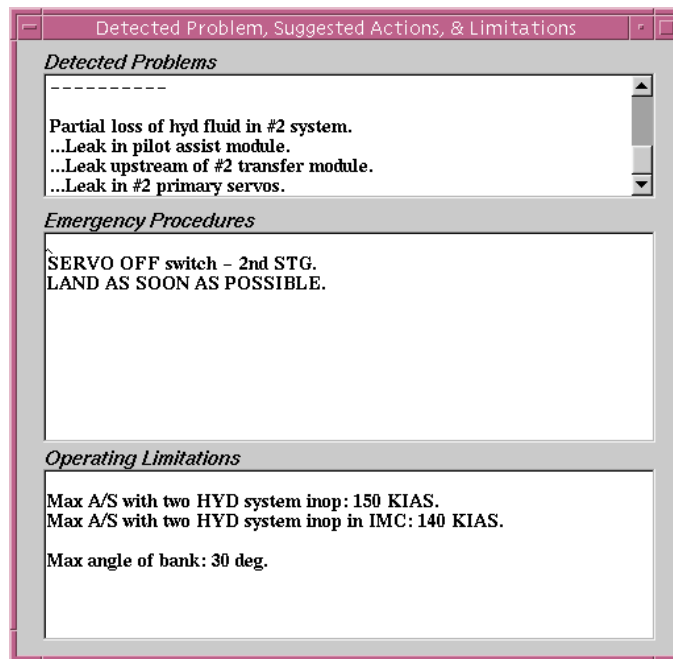 Detected Problem, Suggested Actions, & Limitations
Detected Problems
----------
Partial loss of hyd fluid in #2 system.
...Leak in pilot assist module.
...Leak upstream of #2 transfer module.
...Leak in #2 primary servos.
Emergency Procedures
SERVO OFF switch – 2nd STG.
LAND AS SOON AS POSSIBLE.
Operating Limitations
Max A/S with two HYD system inop: 150 KIAS.
Max A/S with two HYD system inop in IMC: 140 KIAS.
Max angle of bank: 30 deg.